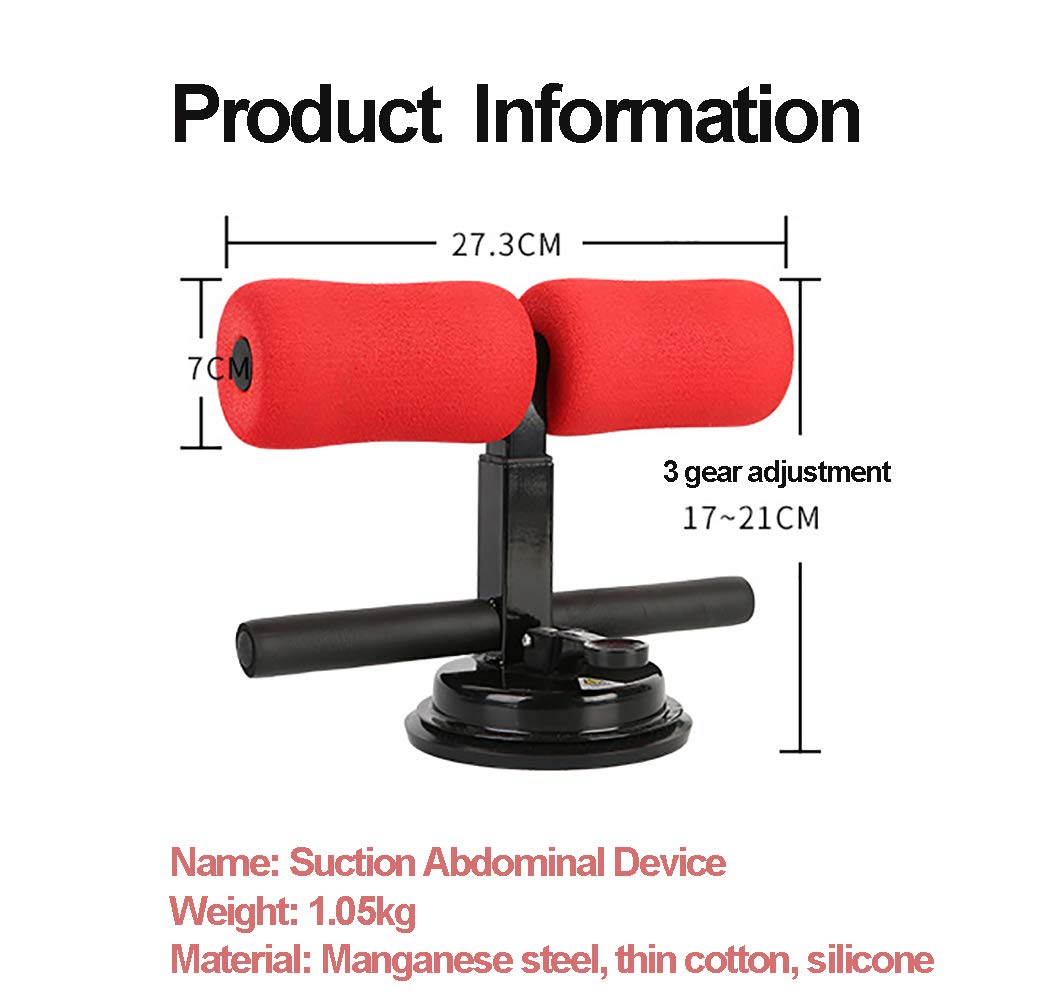 Product Information
27.3CM
7CM
3 gear adjustment
17~21CM
Name: Suction Abdominal Device
Weight: 1.05kg
Material: Manganese steel, thin cotton, silicone